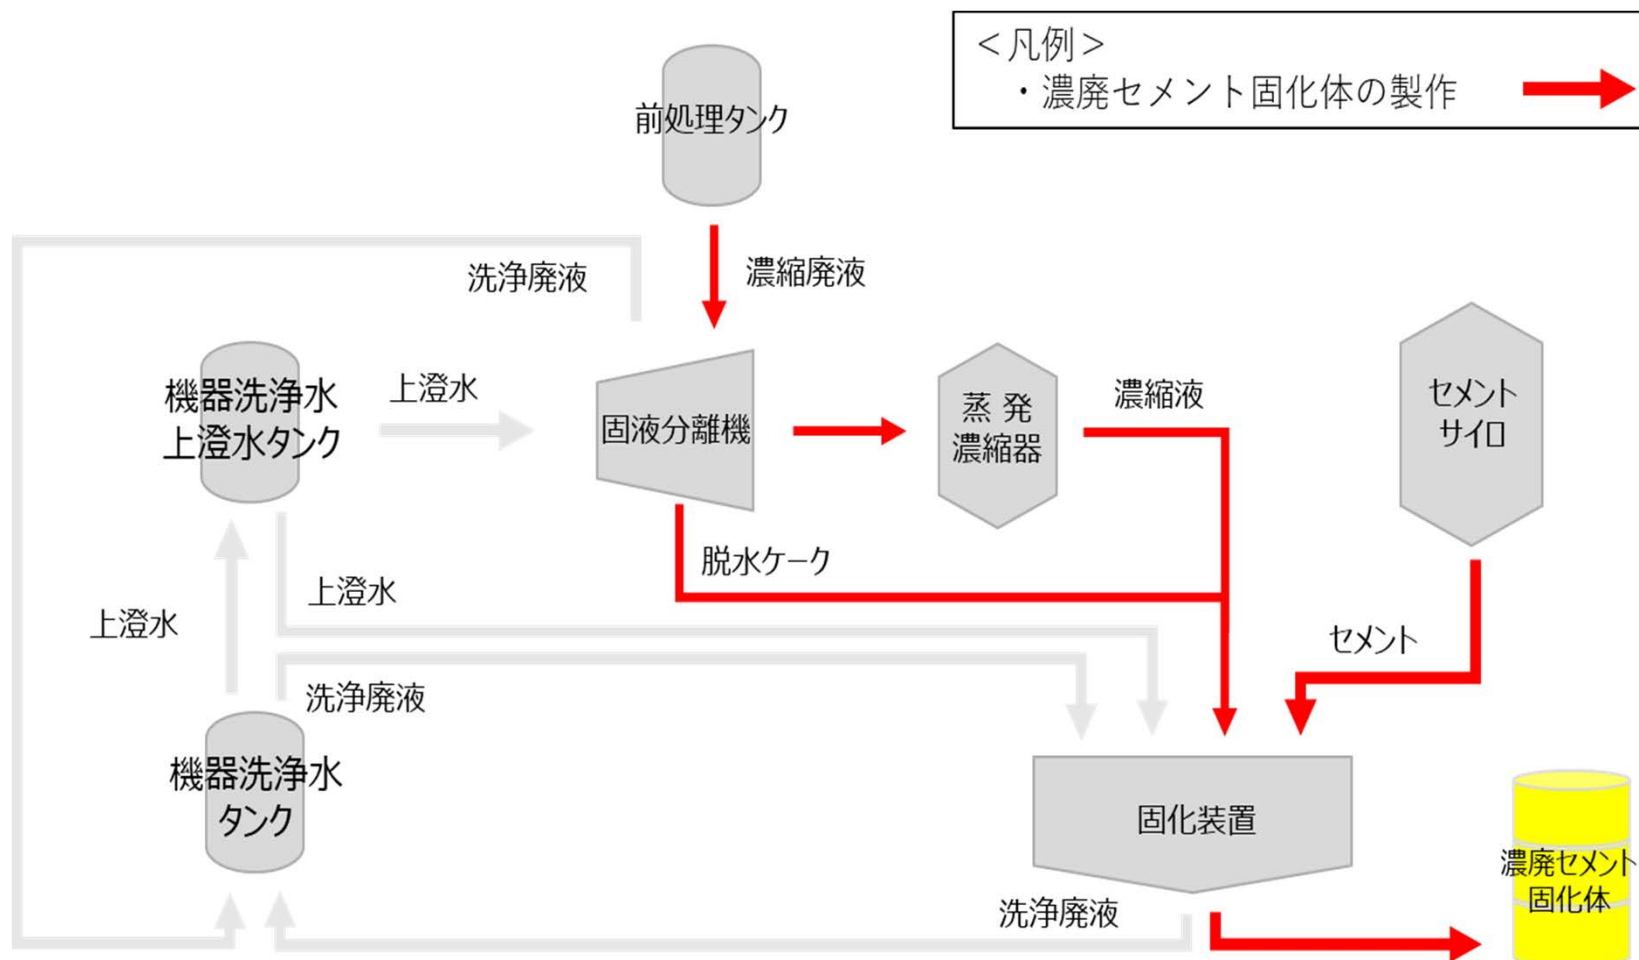 ＜凡例＞
・濃廃セメント固化体の製作
前処理タンク
洗浄廃液
濃縮廃液
機器洗浄水
上澄水タンク
上澄水
固液分離機
蒸 発
濃縮器
濃縮液
セメント
サイロ
脱水ケーク
上澄水
上澄水
セメント
洗浄廃液
機器洗浄水
タンク
固化装置
濃廃セメント
固化体
洗浄廃液